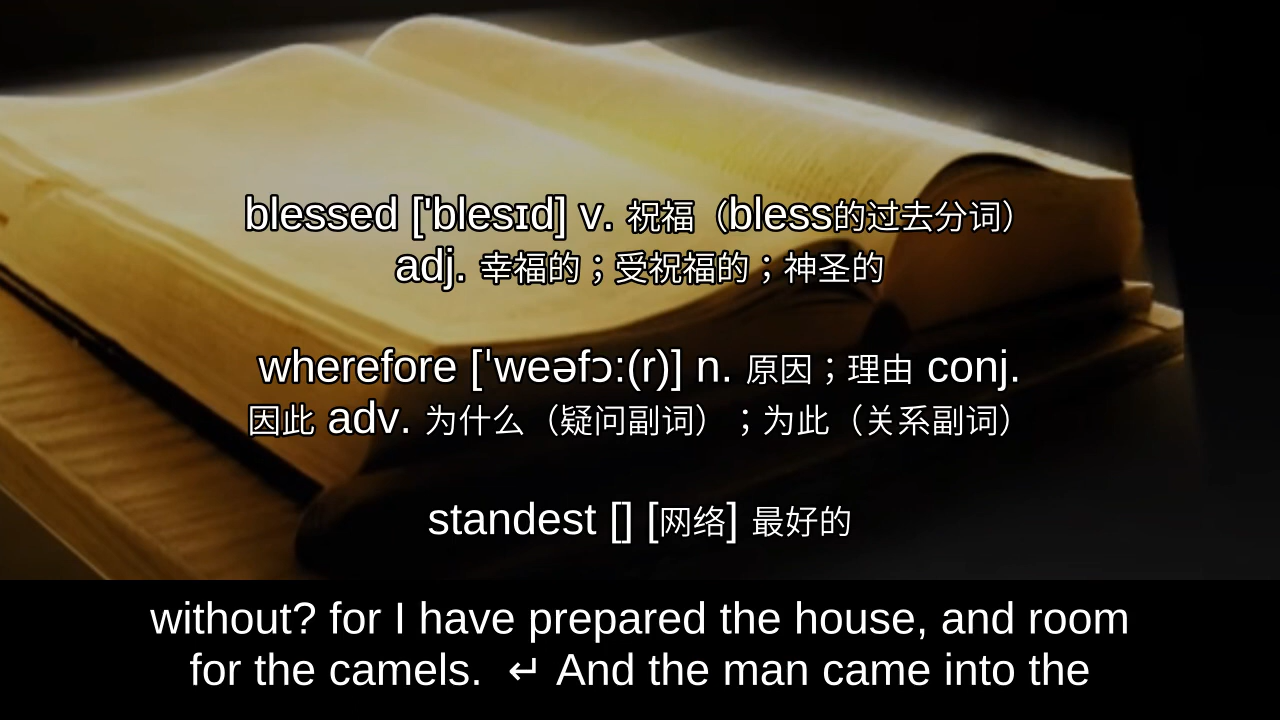 blessed ['blesɪd] v. 祝福（bless的过去分词）
adj. 幸福的；受祝福的；神圣的
wherefore [ˈweəfɔ:(r)] n. 原因；理由 conj.
因此 adv. 为什么（疑问副词）；为此（关系副词）
standest [] [网络] 最好的
without? for I have prepared the house, and room
for the camels. ↵ And the man came into the